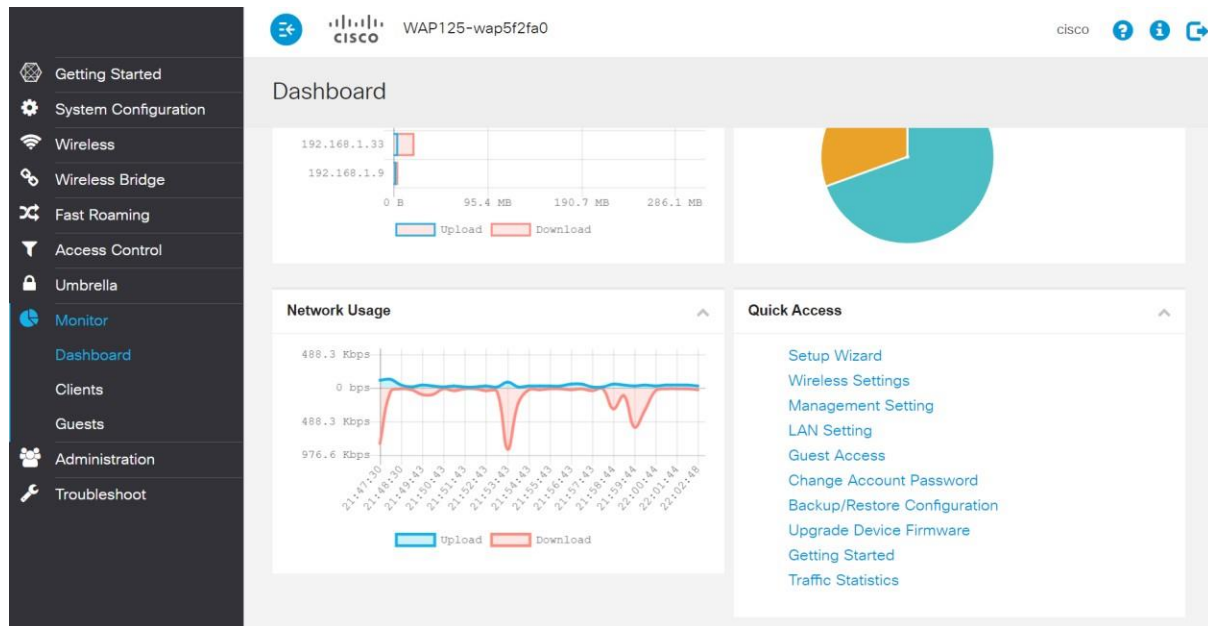 CISCO
WAP125-wap5f2fa0
cisco
Getting Started
System Configuration
Wireless
Wireless Bridge
Fast Roaming
Access Control
Umbrella
Monitor
Dashboard
Clients
Guests
Administration
Troubleshoot
Dashboard
192.168.1.33
192.168.1.9
0 B 95.4 MB 190.7 MB 286.1 MB
Upload Download
Network Usage
488.3 Kbps
0 bps
488.3 Kbps
976.6 Kbps
21:47:30 21:48:30 21:49:43 21:50:43 21:51:43 21:52:43 21:53:43 21:54:43 21:55:43 21:56:43 21:57:43 21:58:44 21:59:44 22:00:44 22:01:44 22:02:48
Upload Download
Quick Access
Setup Wizard
Wireless Settings
Management Setting
LAN Setting
Guest Access
Change Account Password
Backup/Restore Configuration
Upgrade Device Firmware
Getting Started
Traffic Statistics